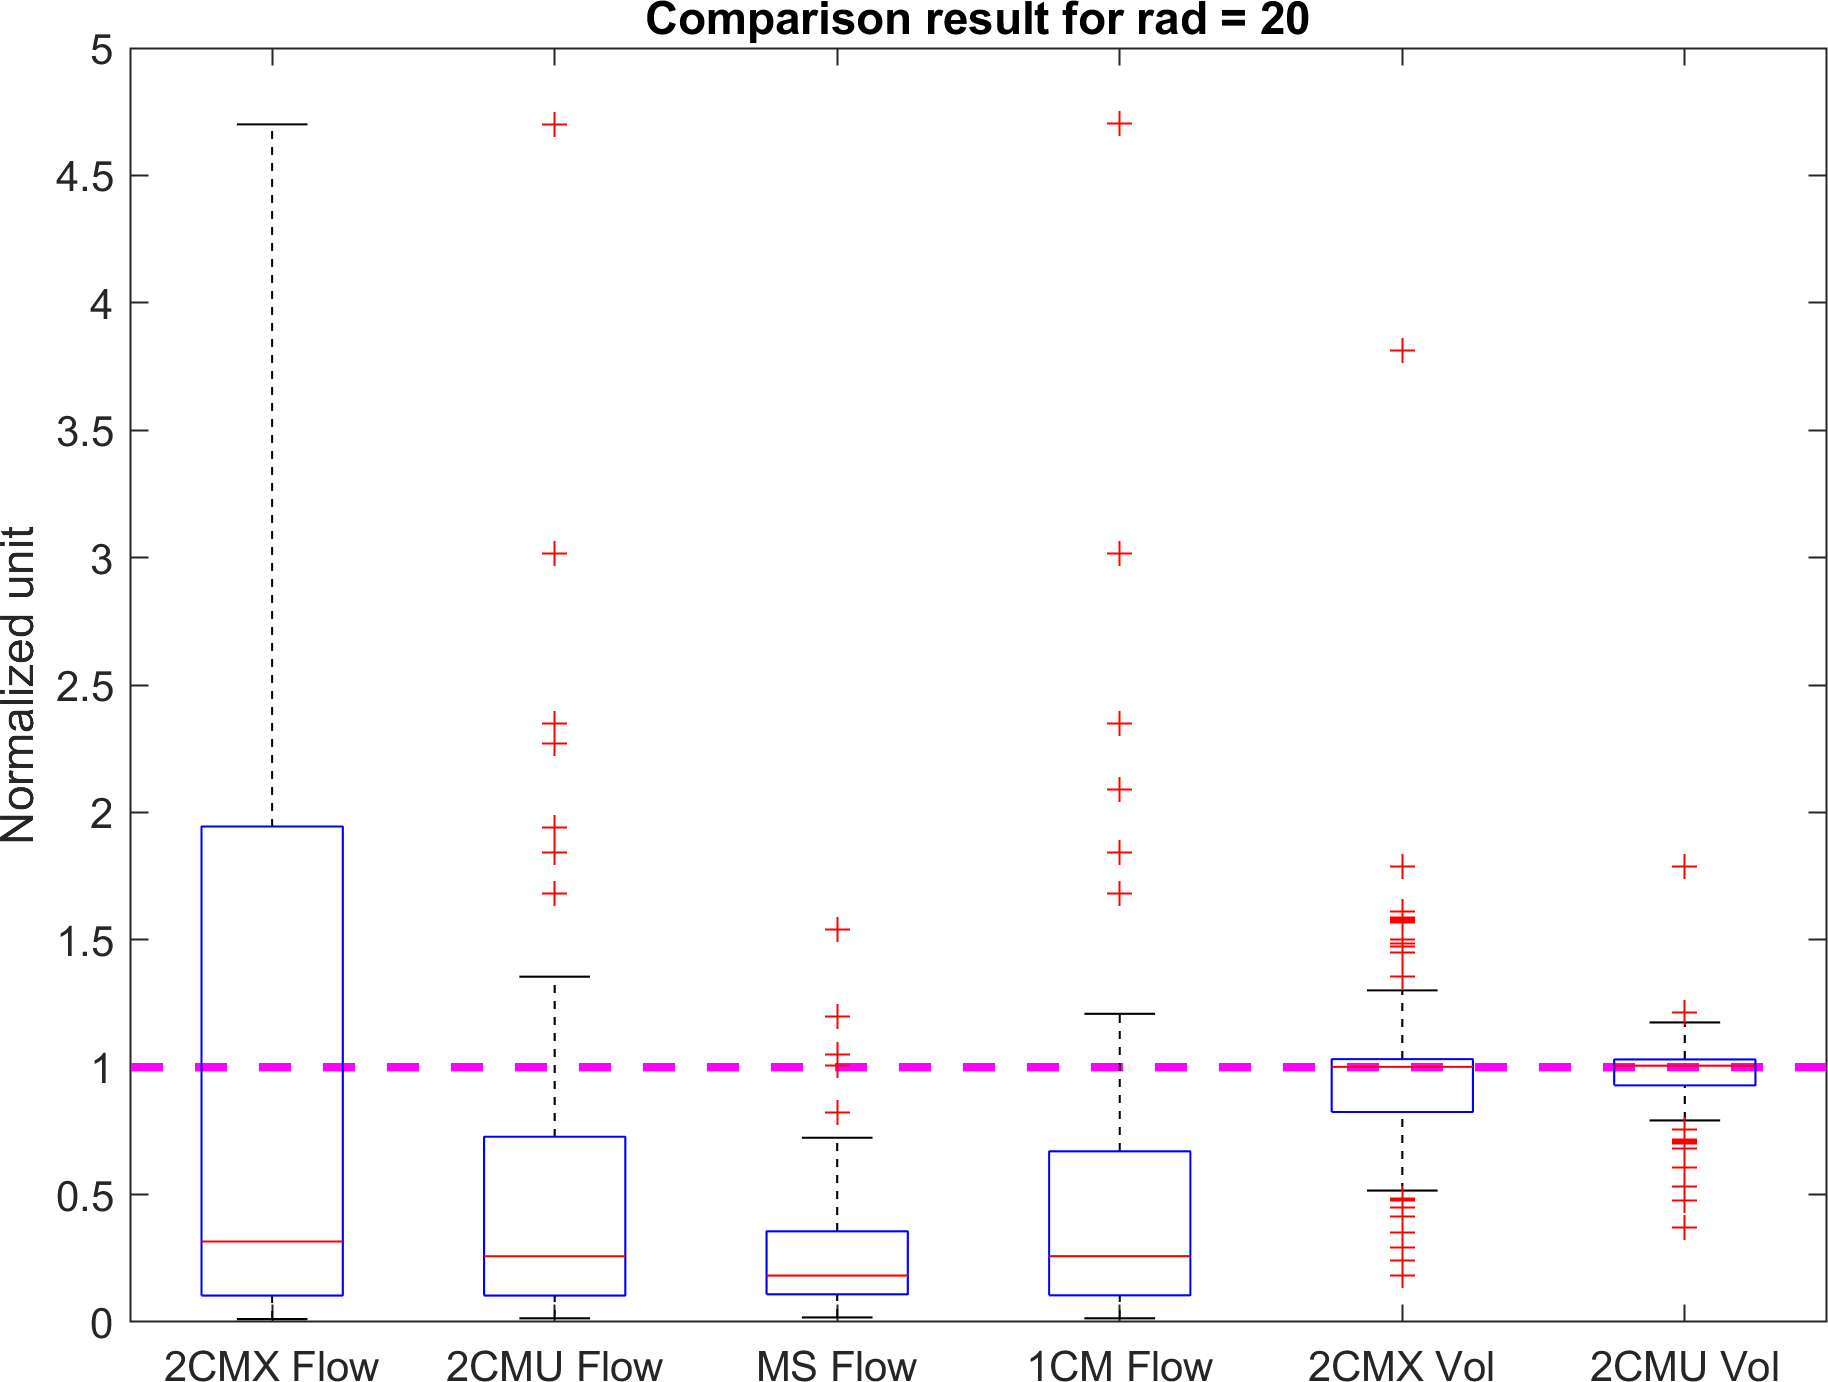 Comparison result for rad = 20
Normalized unit
5
4.5
4
3.5
3
2.5
2
1.5
1
0.5
0
2CMX Flow
2CMU Flow
MS Flow
1CM Flow
2CMX Vol
2CMU Vol